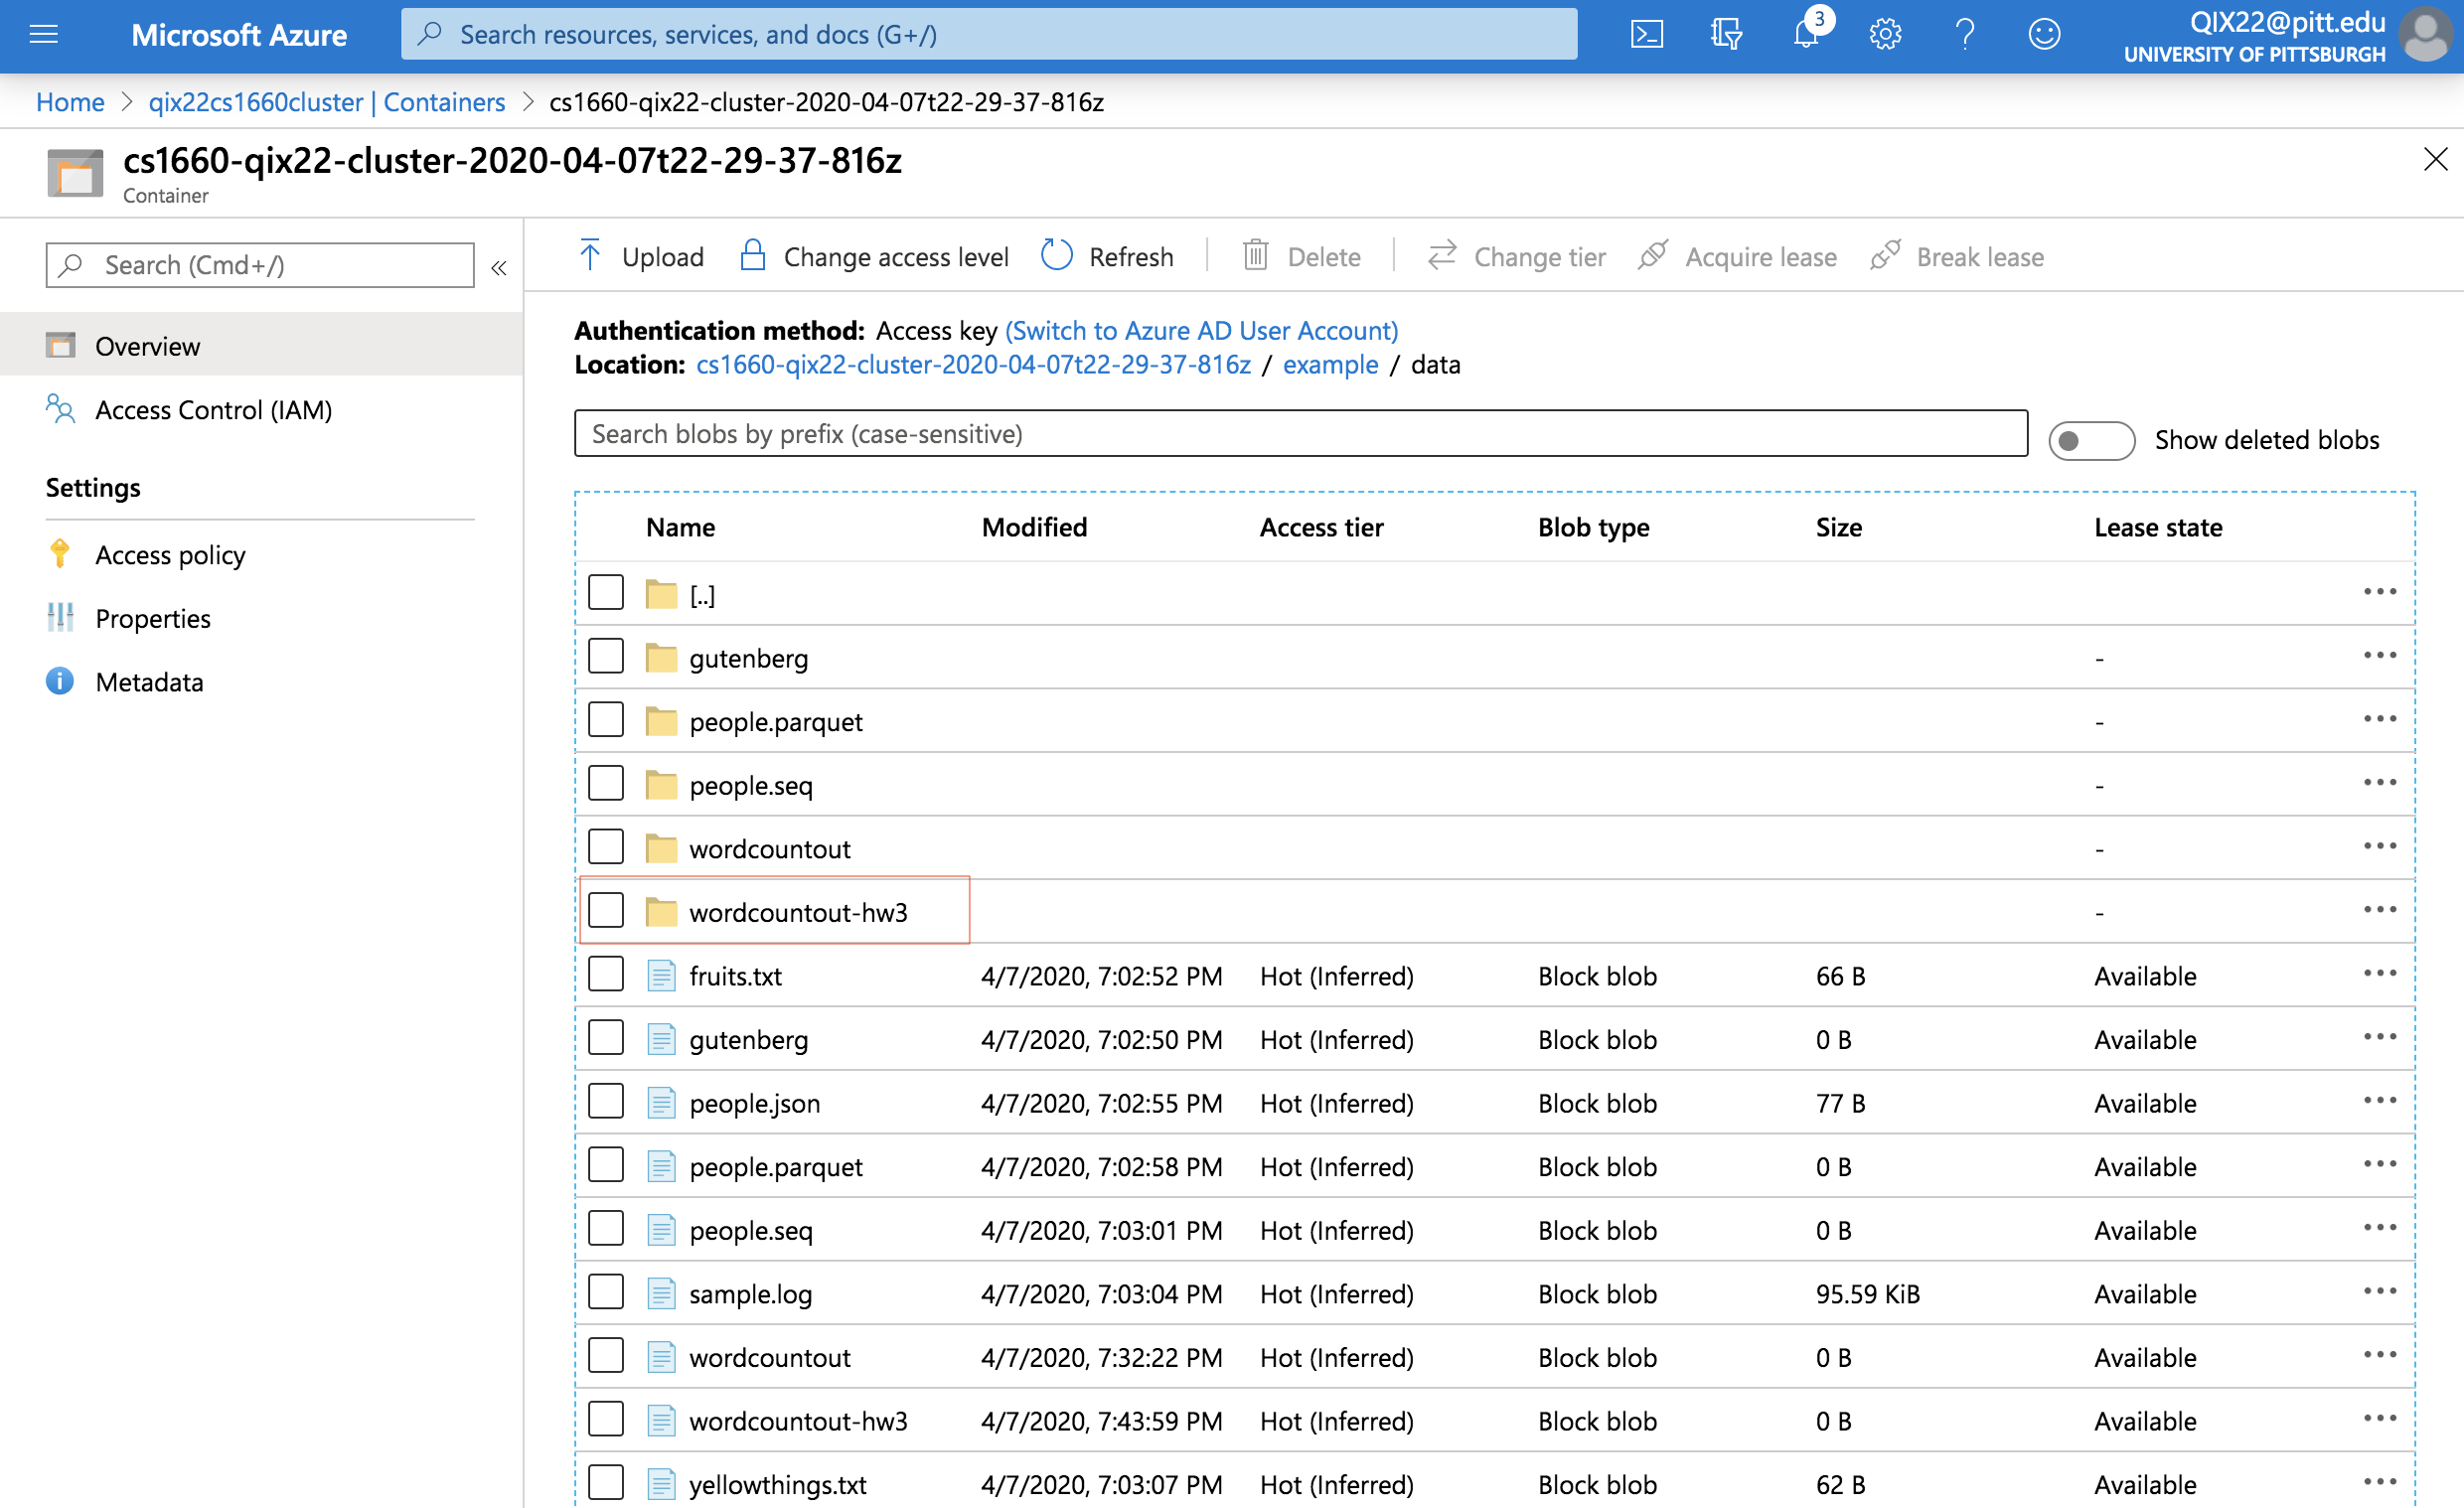 Microsoft Azure
Search resources, services, and docs (G+/)
3
QIX22@pitt.edu
UNIVERSITY OF PITTSBURGH
Home > qix22cs1660cluster | Containers > cs1660-qix22-cluster-2020-04-07t22-29-37-816z
cs1660-qix22-cluster-2020-04-07t22-29-37-816z
Container
Search (Cmd+/)
Overview
Access Control (IAM)
Settings
Access policy
Properties
Metadata
Upload Change access level Refresh Delete Change tier Acquire lease Break lease
Authentication method: Access key (Switch to Azure AD User Account)
Location: cs1660-qix22-cluster-2020-04-07t22-29-37-816z / example / data
Search blobs by prefix (case-sensitive)
Show deleted blobs
Name Modified Access tier Blob type Size Lease state
[..]
gutenberg -
people.parquet -
people.seq -
wordcountout -
wordcountout-hw3 -
fruits.txt 4/7/2020, 7:02:52 PM Hot (Inferred) Block blob 66 B Available
gutenberg 4/7/2020, 7:02:50 PM Hot (Inferred) Block blob 0 B Available
people.json 4/7/2020, 7:02:55 PM Hot (Inferred) Block blob 77 B Available
people.parquet 4/7/2020, 7:02:58 PM Hot (Inferred) Block blob 0 B Available
people.seq 4/7/2020, 7:03:01 PM Hot (Inferred) Block blob 0 B Available
sample.log 4/7/2020, 7:03:04 PM Hot (Inferred) Block blob 95.59 KiB Available
wordcountout 4/7/2020, 7:32:22 PM Hot (Inferred) Block blob 0 B Available
wordcountout-hw3 4/7/2020, 7:43:59 PM Hot (Inferred) Block blob 0 B Available
yellowthings.txt 4/7/2020, 7:03:07 PM Hot (Inferred) Block blob 62 B Available